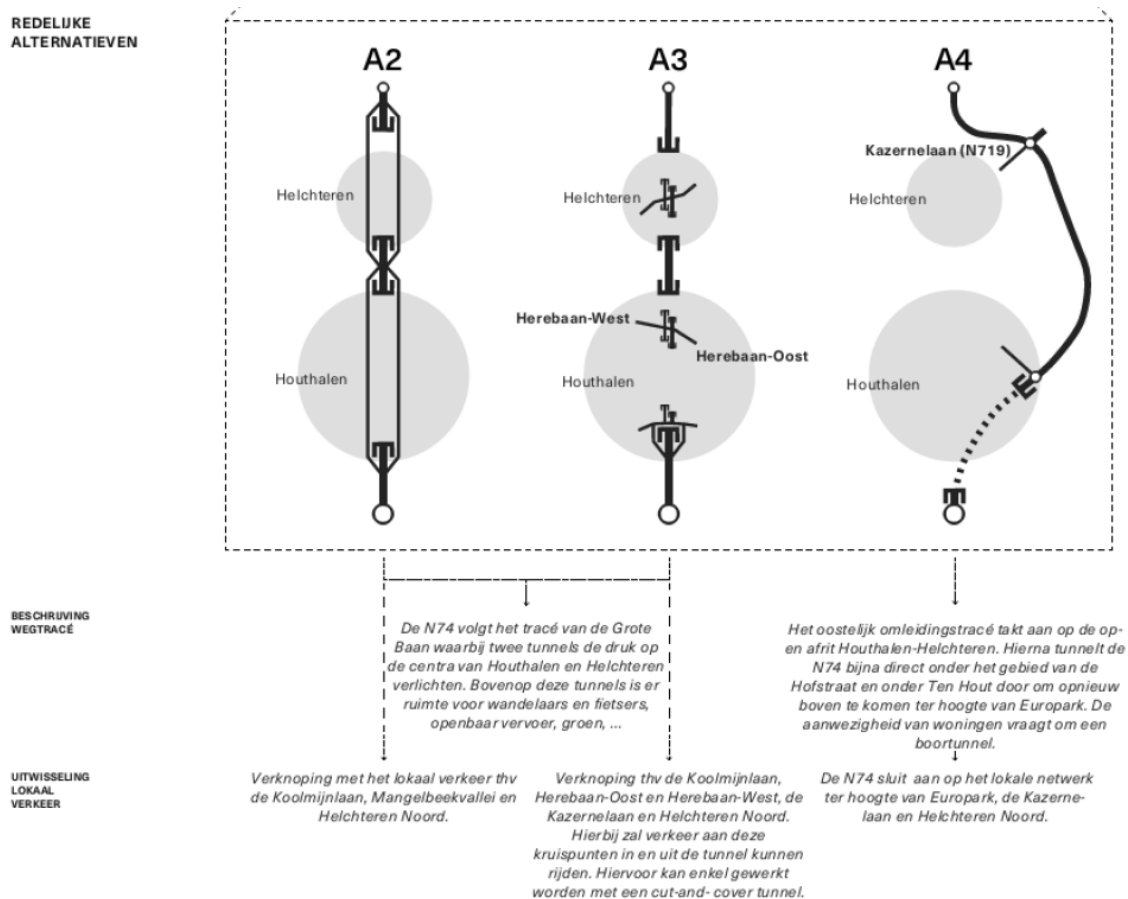 REDELIJKE
ALTERNATIEVEN
A2
A3
A4
Kazernelaan (N719)
Helchteren
Helchteren
Helchteren
Herebaan-West
Herebaan-Oost
Houthalen
Houthalen
Houthalen
BESCHRIJVING
WEGTRACÉ
De N74 volgt het tracé van de Grote
Baan waarbij twee tunnels de druk op
de centra van Houthalen en Helchteren
verlichten. Bovenop deze tunnels is er
ruimte voor wandelaars en fietsers,
openbaar vervoer, groen, ...
Het oostelijk omleidingstracé takt aan op de op-
en afrit Houthalen-Helchteren. Hierna tunnelt de
N74 bijna direct onder het gebied van de
Hofstraat en onder Ten Hout door om opnieuw
boven te komen ter hoogte van Europark. De
aanwezigheid van woningen vraagt om een
boortunnel.
UITWISSELING
LOKAAL
VERKEER
Verknoping met het lokaal verkeer thv
de Koolmijnlaan, Mangelbeekvallei en
Helchteren Noord.
Verknoping thv de Koolmijnlaan,
Herebaan-Oost en Herebaan-West, de
Kazernelaan en Helchteren Noord.
Hierbij zal verkeer aan deze
kruispunten in en uit de tunnel kunnen
rijden. Hiervoor kan enkel gewerkt
worden met een cut-and- cover tunnel.
De N74 sluit aan op het lokale netwerk
ter hoogte van Europark, de Kazerne-
laan en Helchteren Noord.